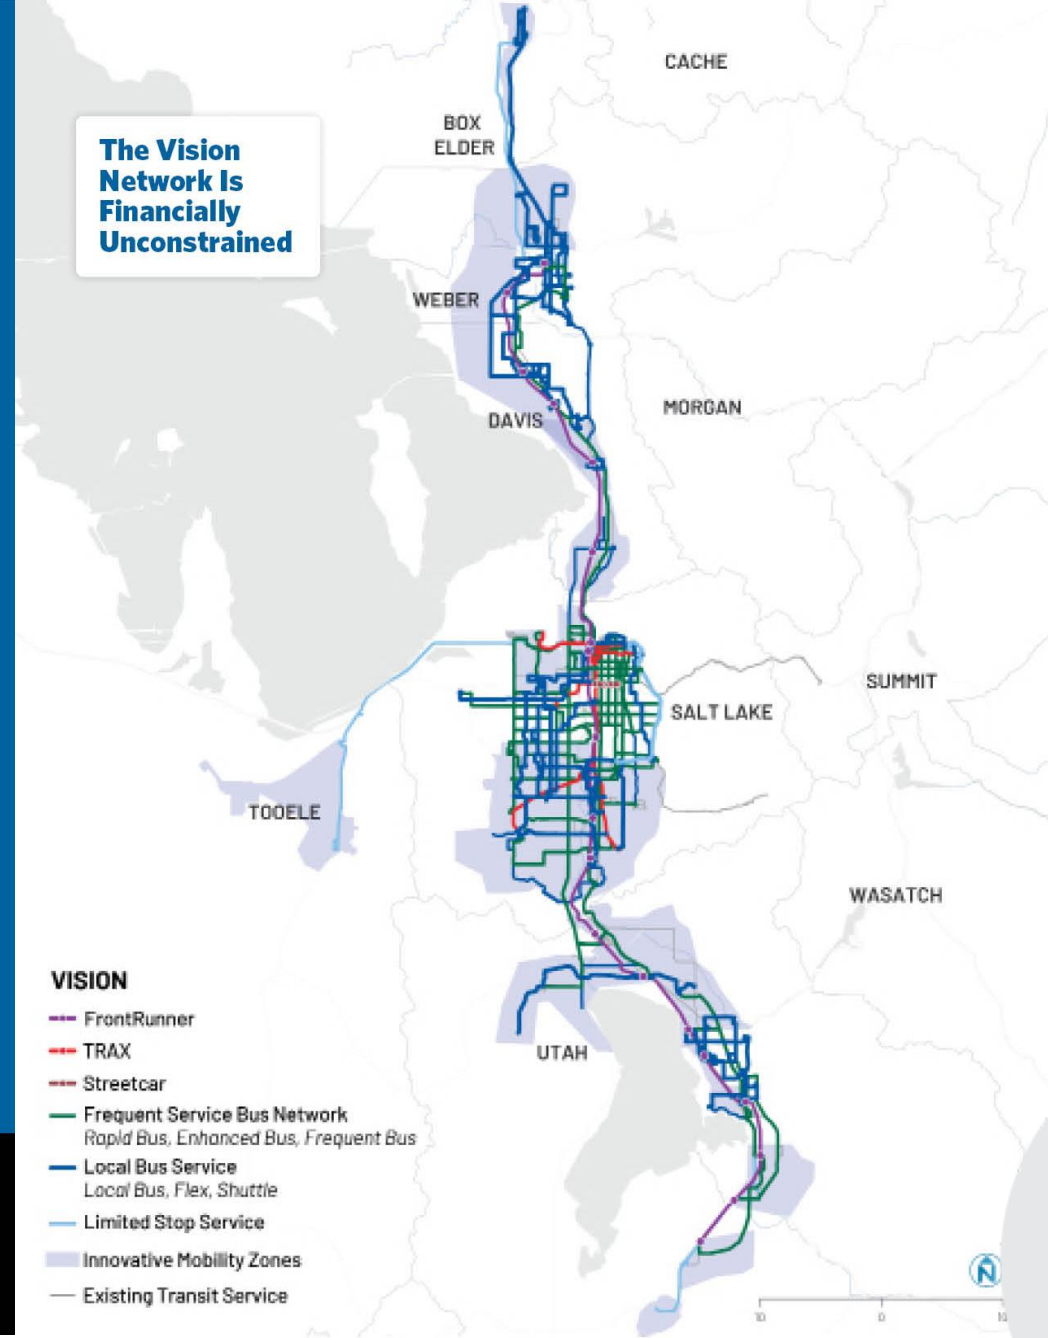 CACHE
BOX
ELDER
The Vision
Network Is
Financially
Unconstrained
WEBER
DAVIS
MORGAN
SUMMIT
SALT LAKE
TOOELE
WASATCH
UTAH
VISION
FrontRunner
TRAX
Streetcar
Frequent Service Bus Network
Rapid Bus, Enhanced Bus, Frequent Bus
Local Bus Service
Local Bus, Flex, Shuttle
Limited Stop Service
Innovative Mobility Zones
Existing Transit Service
N
10 0